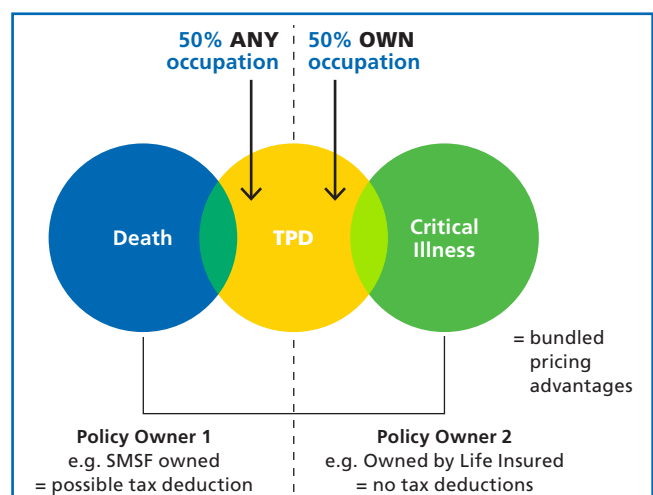 50% ANY
occupation
50% OWN
occupation
Death
TPD
Critical
Illness
= bundled
pricing
advantages
Policy Owner 1
e.g. SMSF owned
= possible tax deduction
Policy Owner 2
e.g. Owned by Life Insured
= no tax deductions